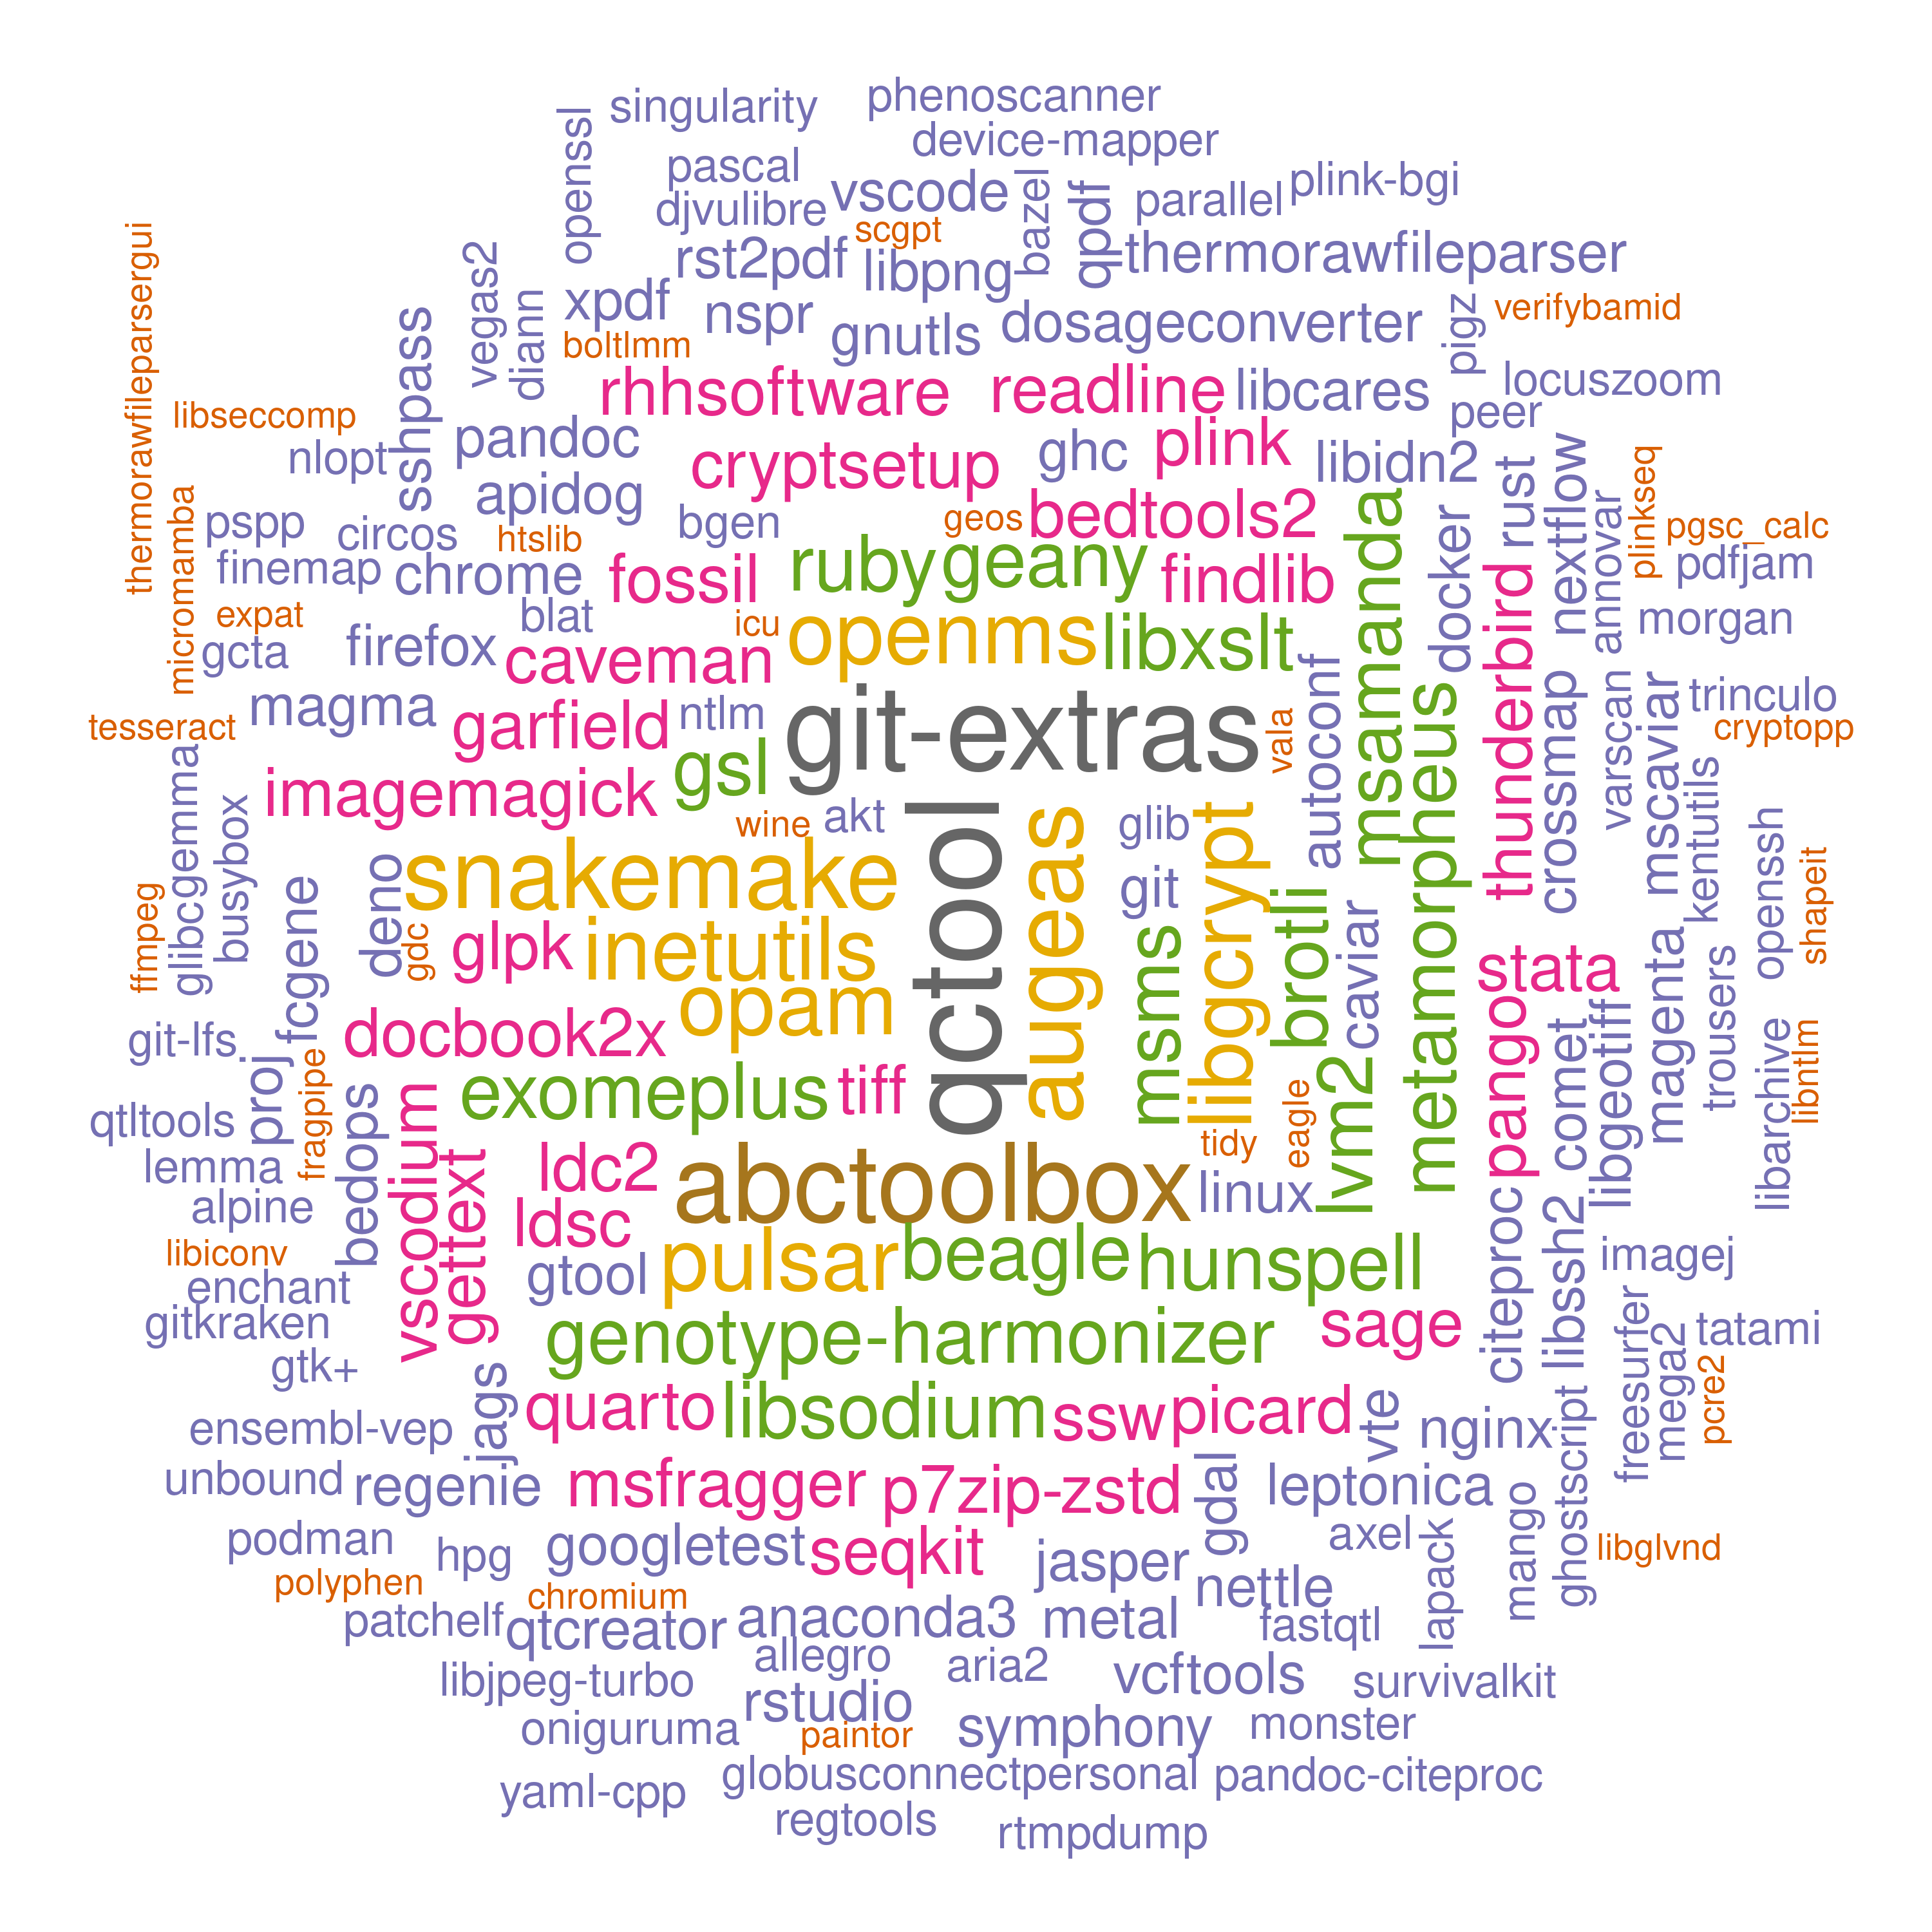 phenoscanner
singularity
device-mapper
openssl
pascal
vscode
bazel
qpdf
parallel
plink-bgi
djvulibre
scgpt
rst2pdf
libpng
thermorawfileparser
thermorawfileparsergui
vegas2
diann
xpdf
nspr
gnutls
dosageconverter
pigz
verifybamid
boltlmm
sshpass
rhhsoftware
readline
libcares
locuszoom
peer
libseccomp
nlopt
pandoc
cryptsetup
ghc
plink
libidn2
rust
nextflow
micromamba
pspp
circos
apidog
htslib
bgen
geos
bedtools2
msamanda
docker
annovar
plinkseq
pgsc_calc
pdfjam
finemap
chrome
fossil
ruby
geany
findlib
thunderbird
expat
gcta
firefox
blat
icu
openms
libxslt
morgan
caveman
autoconf
metamorpheus
crossmap
varscan
mscaviar
trinculo
cryptopp
tesseract
magma
garfield
ntlm
git-extras
vala
glibcgemma
busybox
imagemagick
gsl
kentutils
openssh
shapeit
wine
akt
qctool
augeas
glib
libgcrypt
ffmpeg
fcgene
deno
gdc
snakemake
git
brotli
caviar
glpk
inetutils
msms
stata
magenta
trousers
opam
git-lfs
proj
fragpipe
docbook2x
lvm2
pango
comet
libgeotiff
libarchive
libntlm
qtltools
bedops
vscodium
exomeplus
tiff
eagle
tidy
lemma
gettext
ldc2
abctoolbox
linux
alpine
ldsc
citeproc
libssh2
libiconv
enchant
gtool
pulsar
beagle
hunspell
imagej
gitkraken
genotype-harmonizer
sage
freesurfer
mega2
tatami
pcre2
gtk+
jags
quarto
libsodium
ssw
picard
vte
nginx
ghostscript
ensembl-vep
unbound
regenie
msfragger
p7zip-zstd
gdal
leptonica
mango
podman
hpg
googletest
seqkit
jasper
axel
lapack
libglvnd
polyphen
chromium
nettle
patchelf
qtcreator
anaconda3
metal
fastqtl
allegro
aria2
vcftools
survivalkit
libjpeg-turbo
rstudio
oniguruma
paintor
symphony
monster
yaml-cpp
globusconnectpersonal
pandoc-citeproc
regtools
rtmpdump